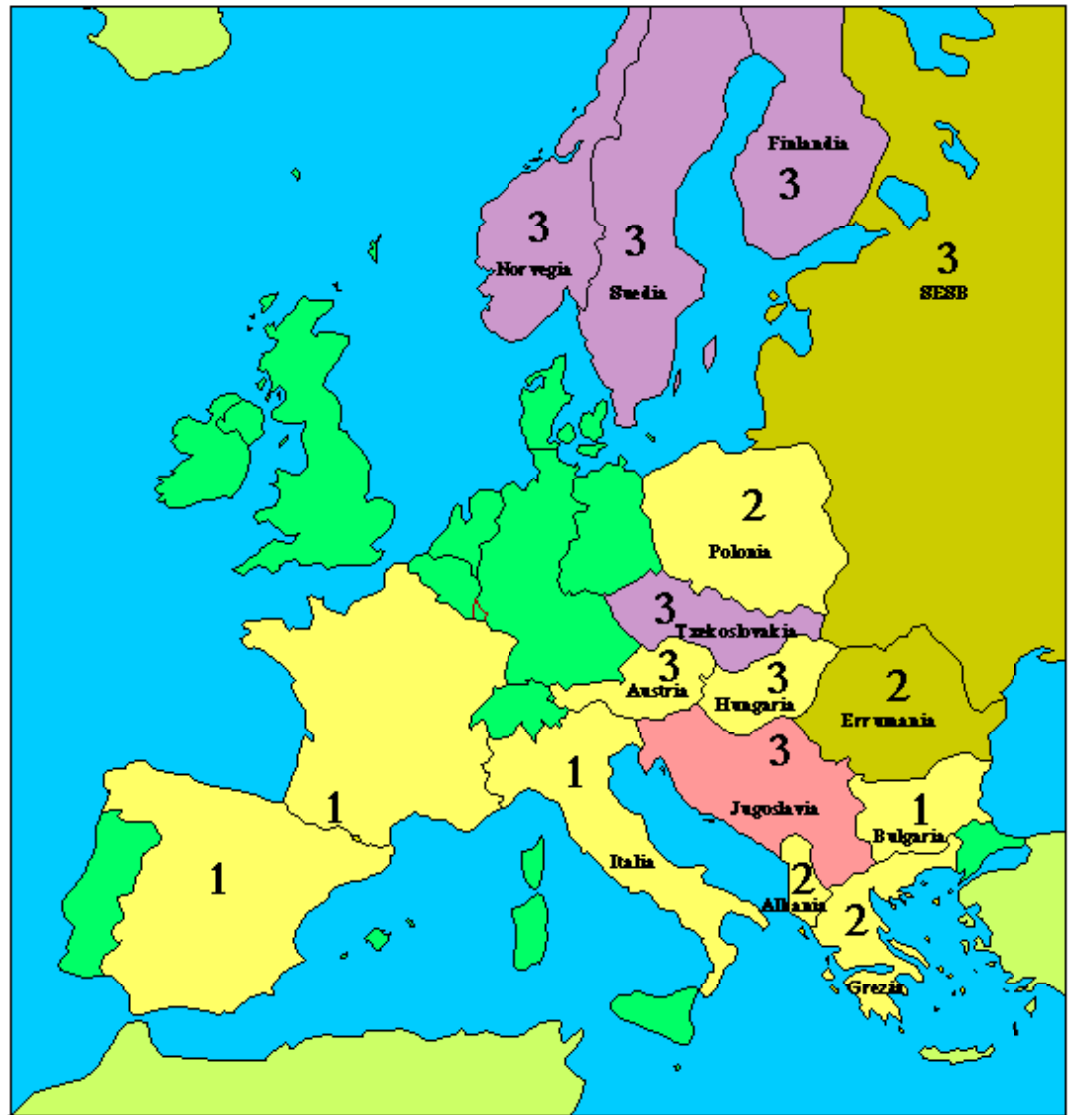 Finlandia
3
3
Norvegia
3
Suedia
3
SESB
2
Polonia
3
Txekoslovakia
3
Austria
3
Hungaria
2
Errumania
3
Jugoslavia
1
1
1
Bulgaria
Italia
1
2
Albania
2
Grezia